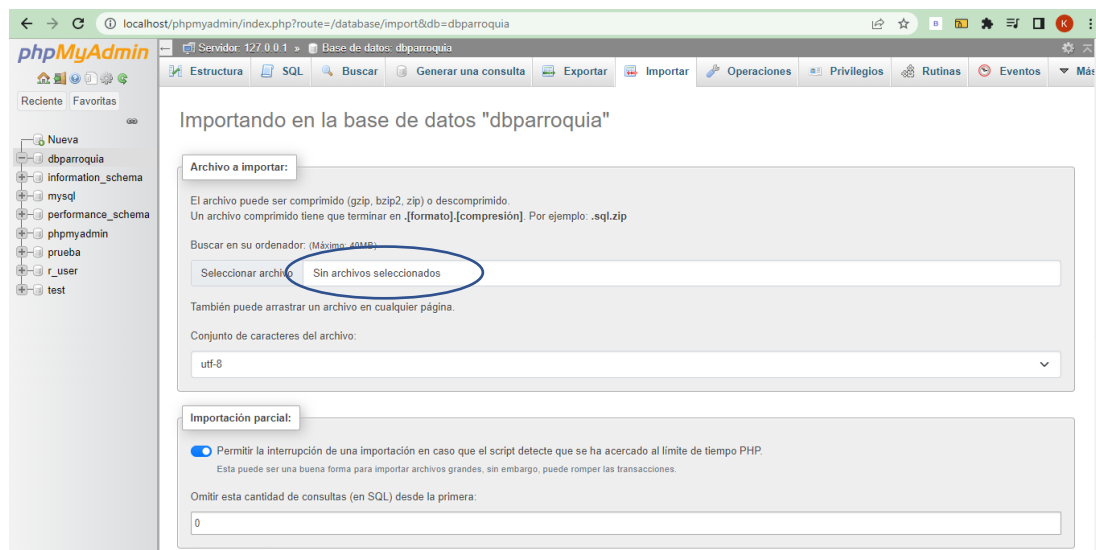 localhost/phpmyadmin/index.php?route=/database/import&db=dbparroquia
B
K
phpMyAdmin
Reciente Favoritas
Nueva
dbparroquia
information_schema
mysql
performance_schema
phpmyadmin
prueba
r_user
test
Servidor: 127.0.0.1 » Base de datos: dbparroquia
Estructura SQL Buscar Generar una consulta Exportar Importar Operaciones Privilegios Rutinas Eventos Más
Importando en la base de datos "dbparroquia"
Archivo a importar:
El archivo puede ser comprimido (gzip, bzip2, zip) o descomprimido.
Un archivo comprimido tiene que terminar en .[formato].[compresión]. Por ejemplo: .sql.zip
Buscar en su ordenador: (Máximo: 40MB)
Seleccionar archivo Sin archivos seleccionados
También puede arrastrar un archivo en cualquier página.
Conjunto de caracteres del archivo:
utf-8
Importación parcial:
Permitir la interrupción de una importación en caso que el script detecte que se ha acercado al límite de tiempo PHP.
Esta puede ser una buena forma para importar archivos grandes, sin embargo, puede romper las transacciones.
Omitir esta cantidad de consultas (en SQL) desde la primera:
0